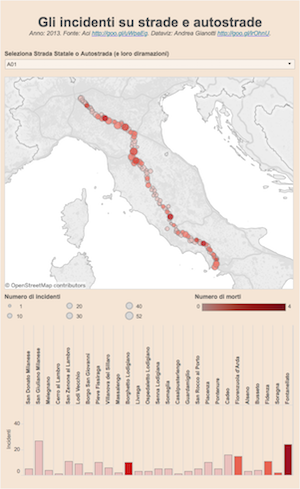 Gli incidenti su strade e autostrade
Anno: 2013. Fonte: Aci http://goo.gl/uWpaEg. Dataviz: Andrea Gianotti http://goo.gl/lrOhnU.
Seleziona Strada Statale o Autostrada (e loro diramazioni)
A01
© OpenStreetMap contributors
Numero di incidenti
1
20
40
10
30
52
Numero di morti
0
4
San Donato Milanese
San Giuliano Milanese
Melegnano
Cerro al Lambro
San Zenone al Lambro
Lodi Vecchio
Borgo San Giovanni
Pieve Fissiraga
Villanova del Sillaro
Massalengo
Borghetto Lodigiano
Livraga
Ospedaletto Lodigiano
Senna Lodigiana
Somaglia
Casalpusterlengo
Guardamiglio
San Rocco al Porto
Piacenza
Pontenure
Cadeo
Fiorenzuola d'Arda
Alseno
Busseto
Fidenza
Soragna
Fontanellato
Incidenti
40
20
0